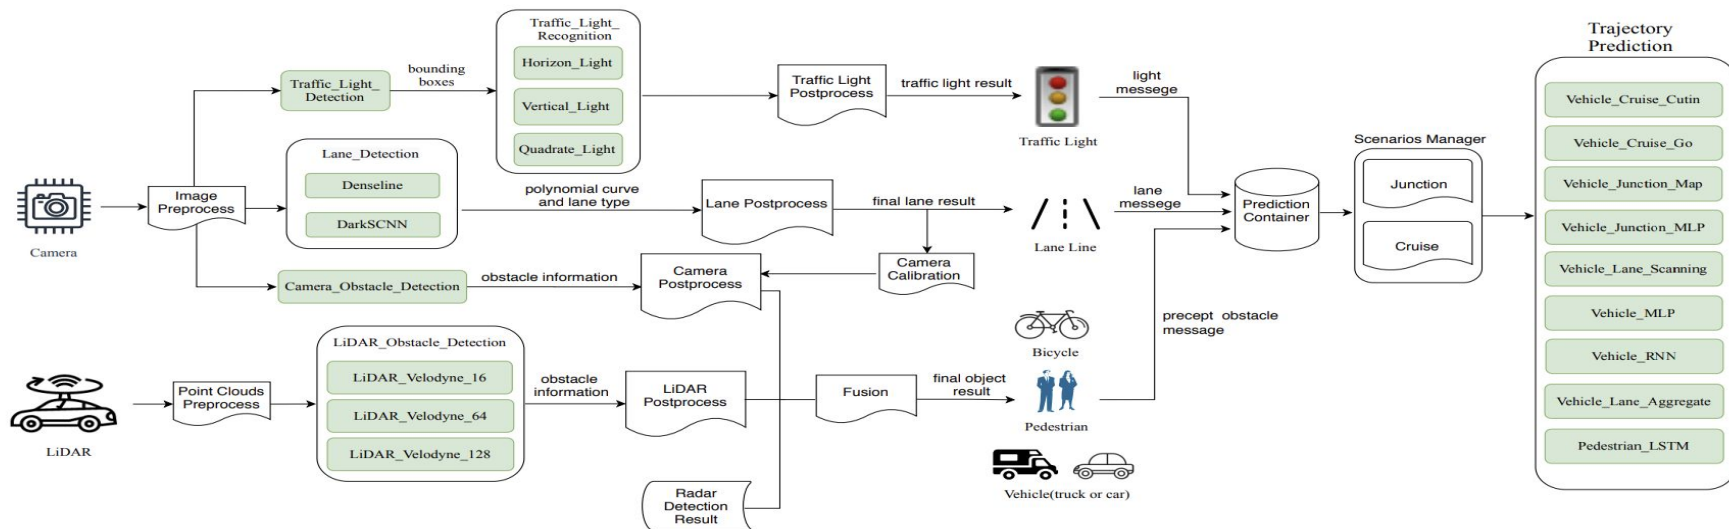 Camera
Image
Preprocess
Traffic_Light_
Detection
bounding
boxes
Traffic_Light_
Recognition
Horizon_Light
Vertical_Light
Quadrate_Light
Traffic Light
Postprocess
traffic light result
Traffic Light
light
messege
Lane_Detection
Denseline
DarkSCNN
polynomial curve
and lane type
Lane Postprocess
final lane result
Lane Line
lane
messege
Camera
Calibration
Camera_Obstacle_Detection
obstacle information
Camera
Postprocess
LiDAR
Point Clouds
Preprocess
LiDAR_Obstacle_Detection
LiDAR_Velodyne_16
LiDAR_Velodyne_64
LiDAR_Velodyne_128
obstacle
information
LiDAR
Postprocess
Radar
Detection
Result
Fusion
final object
result
Bicycle
Pedestrian
Vehicle(truck or car)
precept obstacle
message
Prediction
Container
Scenarios Manager
Junction
Cruise
Trajectory
Prediction
Vehicle_Cruise_Cutin
Vehicle_Cruise_Go
Vehicle_Junction_Map
Vehicle_Junction_MLP
Vehicle_Lane_Scanning
Vehicle_MLP
Vehicle_RNN
Vehicle_Lane_Aggregate
Pedestrian_LSTM